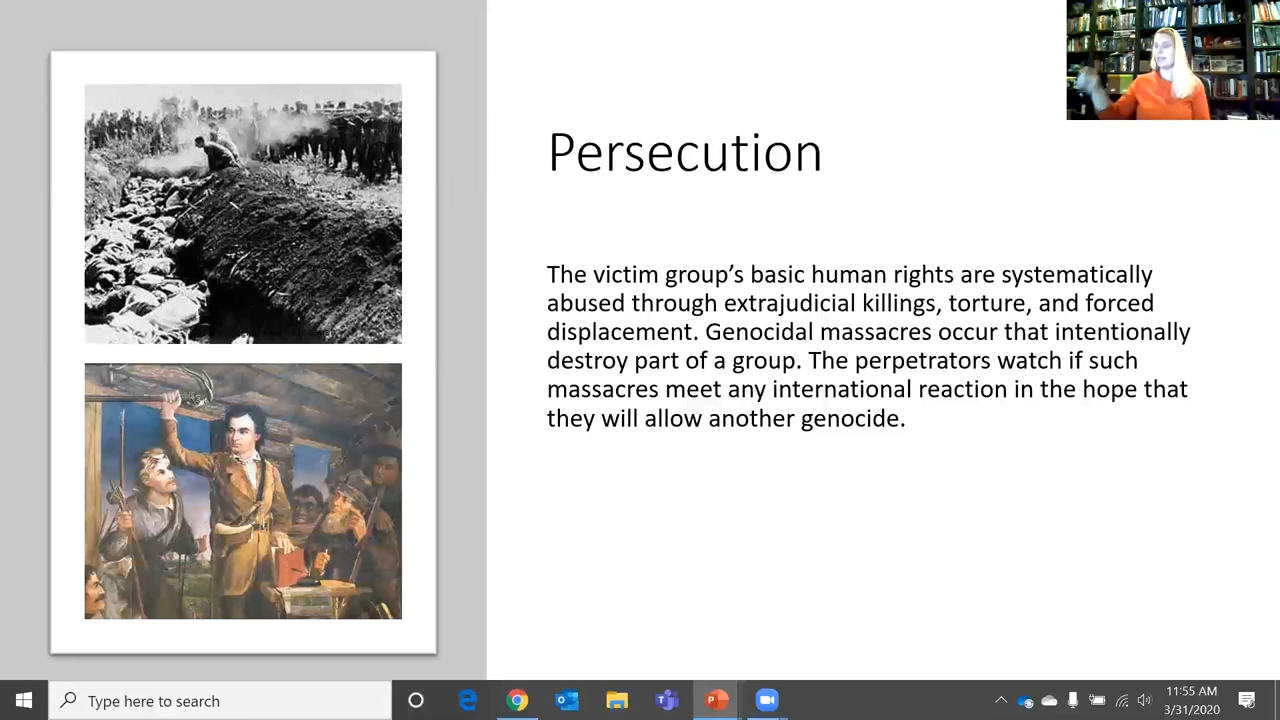 Persecution
The victim group's basic human rights are systematically
abused through extrajudicial killings, torture, and forced
displacement. Genocidal massacres occur that intentionally
destroy part of a group. The perpetrators watch if such
massacres meet any international reaction in the hope that
they will allow another genocide.
Type here to search
11:55 AM
3/31/2020